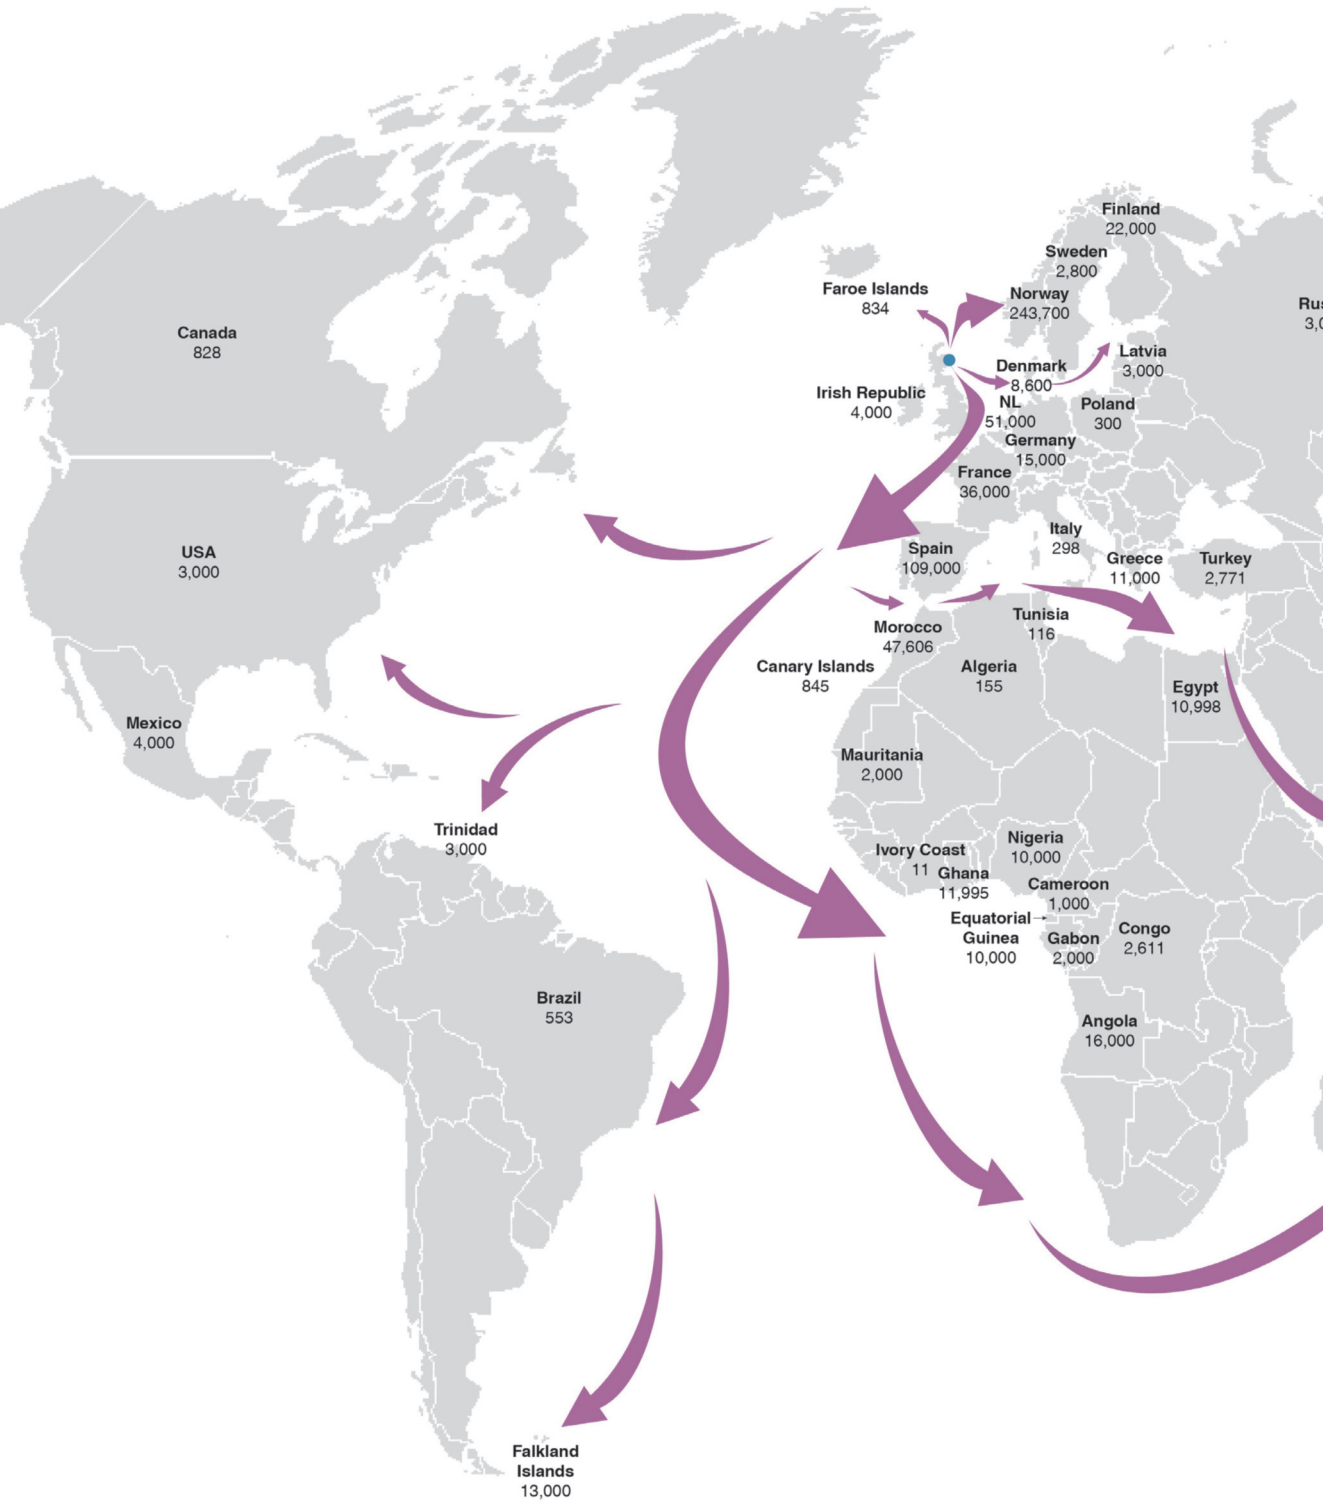 Finland
22,000
Sweden
2,800
Faroe Islands
834
Norway
243,700
Canada
828
Latvia
3,000
Denmark
8,600
Irish Republic
4,000
NL
51,000
Poland
300
Germany
15,000
France
36,000
USA
3,000
Italy
298
Spain
109,000
Greece
11,000
Turkey
2,771
Tunisia
116
Morocco
47,606
Canary Islands
845
Algeria
155
Egypt
10,998
Mexico
4,000
Mauritania
2,000
Trinidad
3,000
Nigeria
10,000
Ivory Coast
11
Ghana
11,995
Cameroon
1,000
Equatorial
Guinea
10,000
Gabon
2,000
Congo
2,611
Brazil
553
Angola
16,000
Falkland
Islands
13,000